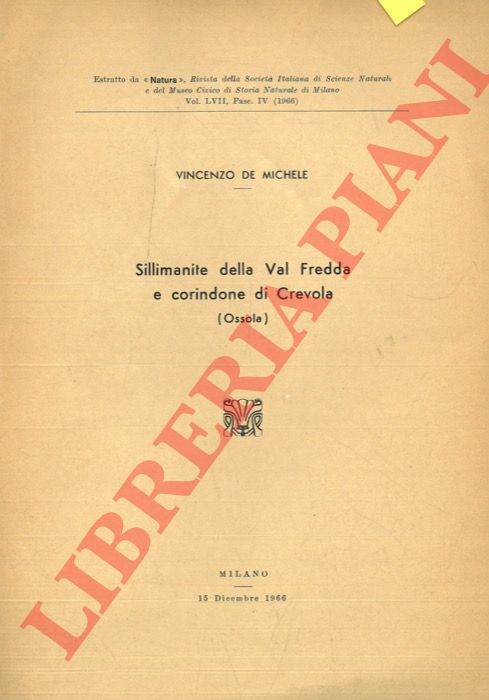 Estratto da « Natura », Rivista della Società Italiana di Scienze Naturali
e del Museo Civico di Storia Naturale di Milano
Vol. LVII, Fasc. IV (1966)
VINCENZO DE MICHELE
Sillimanite della Val Fredda
e corindone di Crevola
(Ossola)
MILANO
15 Dicembre 1966
LIBRERIA PIANI